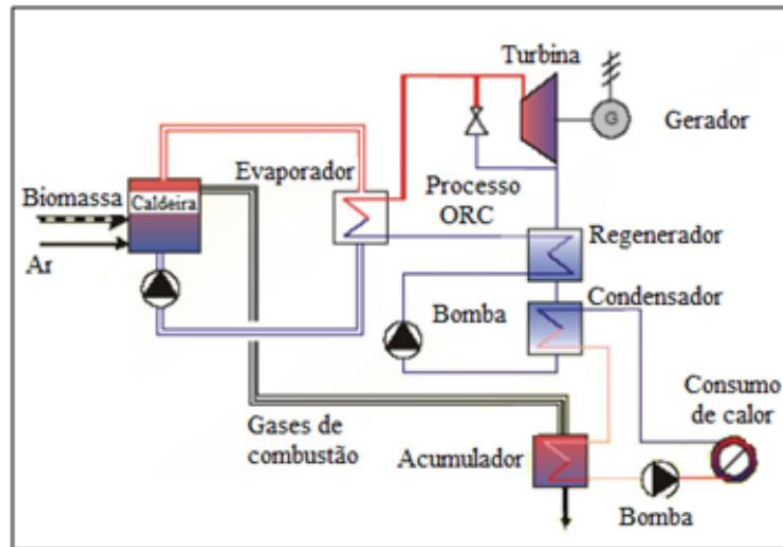 Turbina
G
Gerador
Evaporador
Biomassa
Caldeira
Processo
ORC
Regenerador
Ar
Bomba
Condensador
Consumo
de calor
Gases de
combustão
Acumulador
Bomba